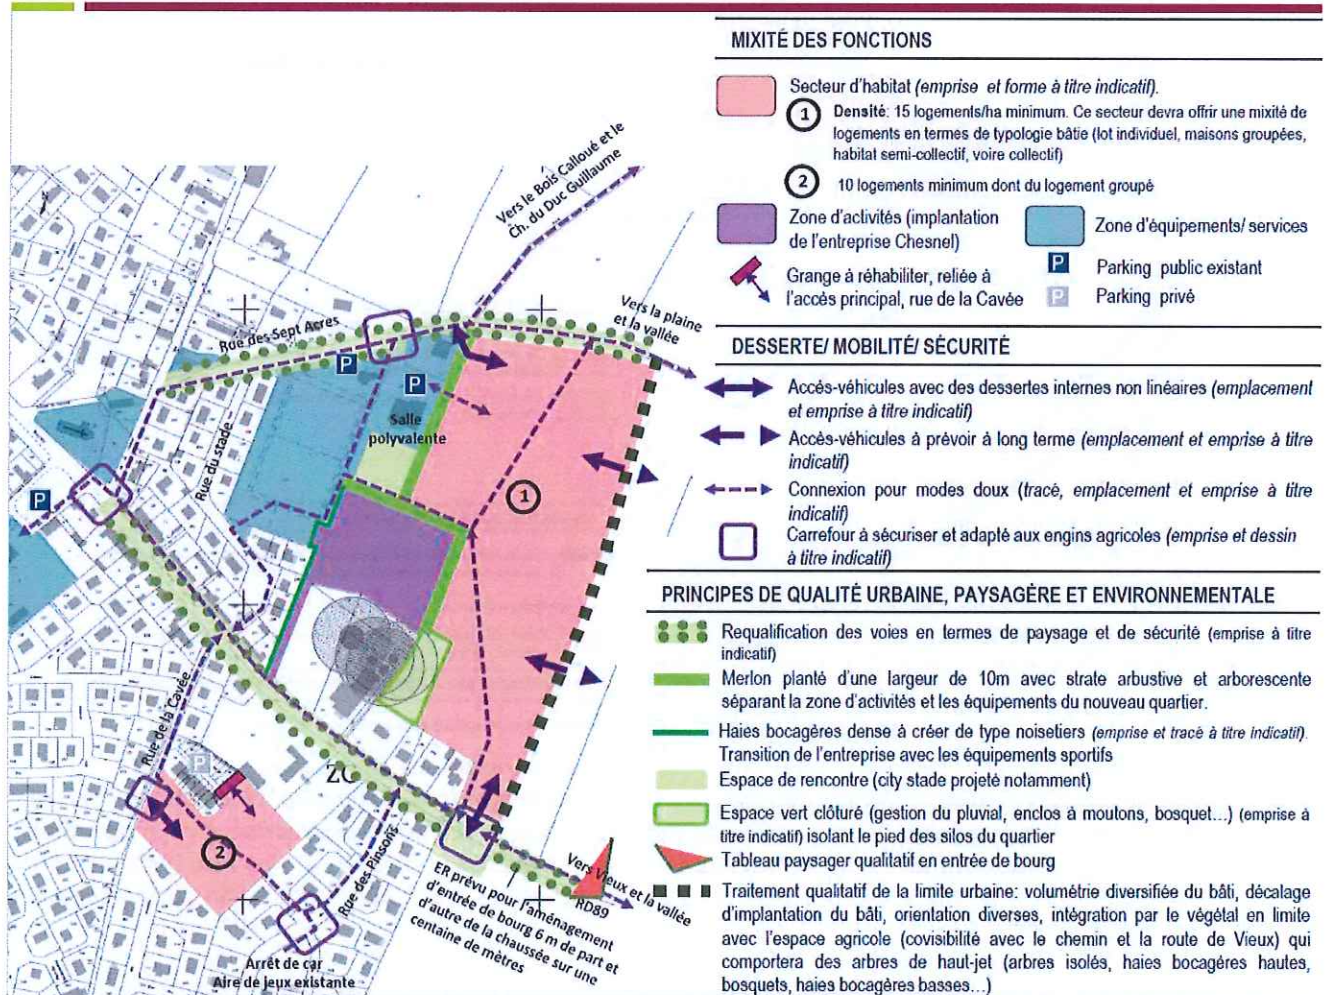 MIXITÉ DES FONCTIONS
Secteur d'habitat (emprise et forme à titre indicatif).
1 Densité: 15 logements/ha minimum. Ce secteur devra offrir une mixité de
logements en termes de typologie bâtie (lot individuel, maisons groupées,
habitat semi-collectif, voire collectif)
2 10 logements minimum dont du logement groupé
Zone d'activités (implantation
de l'entreprise Chesnel)
Zone d'équipements/ services
P Parking public existant
P Parking privé
Grange à réhabiliter, reliée à
l'accès principal, rue de la Cavée
DESSERTE/ MOBILITÉ/ SÉCURITÉ
Accès-véhicules avec des dessertes internes non linéaires (emplacement
et emprise à titre indicatif)
Accès-véhicules à prévoir à long terme (emplacement et emprise à titre
indicatif)
Connexion pour modes doux (tracé, emplacement et emprise à titre
indicatif)
Carrefour à sécuriser et adapté aux engins agricoles (emprise et dessin
à titre indicatif)
PRINCIPES DE QUALITÉ URBAINE, PAYSAGÈRE ET ENVIRONNEMENTALE
Requalification des voies en termes de paysage et de sécurité (emprise à titre
indicatif)
Merlon planté d'une largeur de 10m avec strate arbustive et arborescente
séparant la zone d'activités et les équipements du nouveau quartier.
Haies bocagères dense à créer de type noisetiers (emprise et tracé à titre indicatif).
Transition de l'entreprise avec les équipements sportifs
Espace de rencontre (city stade projeté notamment)
Espace vert clôturé (gestion du pluvial, enclos à moutons, bosquet...) (emprise à
titre indicatif) isolant le pied des silos du quartier
Tableau paysager qualitatif en entrée de bourg
Traitement qualitatif de la limite urbaine: volumétrie diversifiée du bâti, décalage
d'implantation du bâti, orientation diverses, intégration par le végétal en limite
avec l'espace agricole (covisibilité avec le chemin et la route de Vieux) qui
comportera des arbres de haut-jet (arbres isolés, haies bocagères hautes,
bosquets, haies bocagères basses...)
Vers le Bois Calloué et le
Ch. du Duc Guillaume
Vers la plaine
et la vallée
Rue des Sept Acres
P
P
Salle
polyvalente
Rue du stade
P
1
Rue de la Cavée
P
2
Rue des Pinsons
ER prévu pour l'aménagement
d'entrée de bourg 6 m de part et
d'autre de la chaussée sur une
centaine de mètres
Vers Vieux et la vallée
RD89
Arrêt de car
Aire de jeux existante